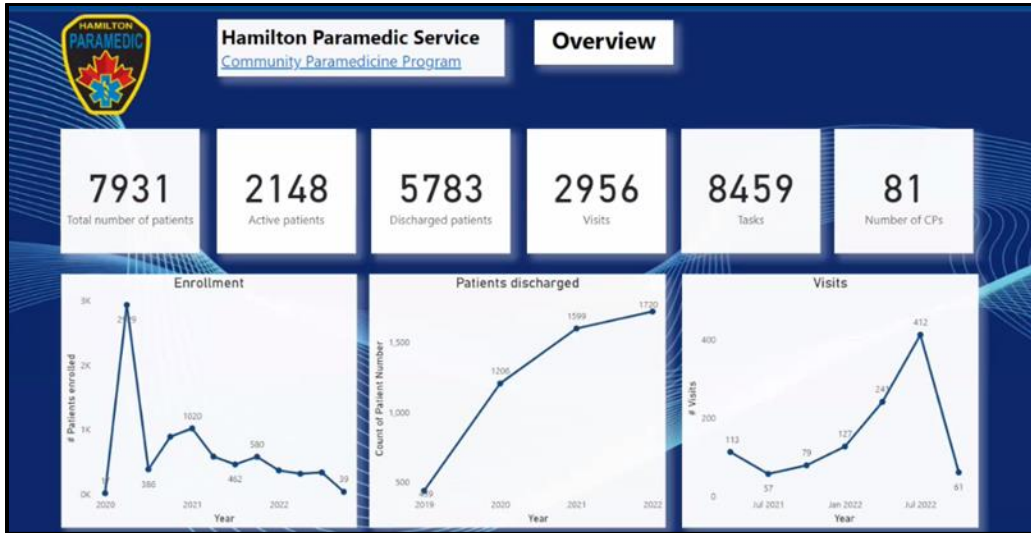 HAMILTON
PARAMEDIC
Hamilton Paramedic Service
Community Paramedicine Program
Overview
7931
Total number of patients
2148
Active patients
5783
Discharged patients
2956
Visits
8459
Tasks
81
Number of CPs
Enrollment
# Patients enrolled
3K
2K
1K
0K
386
1020
462
580
39
2020
2021
2022
Year
Patients discharged
Count of Patient Number
1,500
1,000
500
1206
1599
1720
2019
2020
2021
2022
Year
Visits
# Visits
400
200
0
113
57
79
127
241
412
61
Jul 2021
Jan 2022
Jul 2022
Year